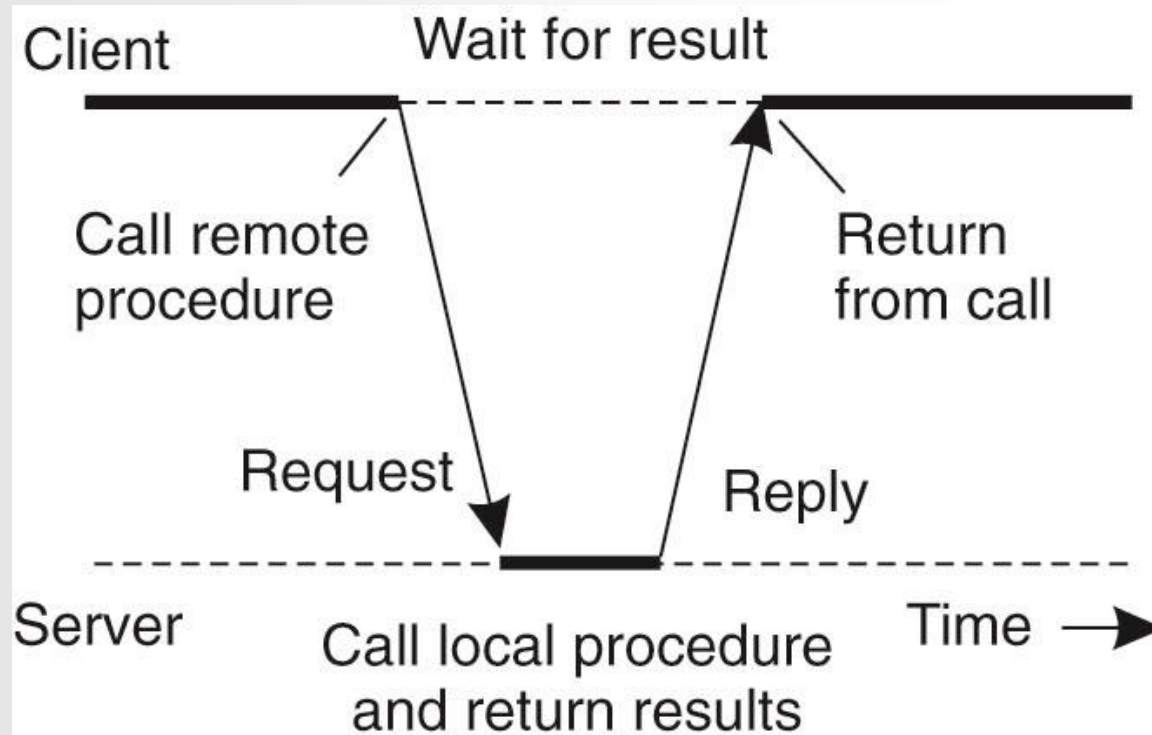 Client
Wait for result
Call remote
procedure
Return
from call
Request
Reply
Server
Call local procedure
and return results
Time